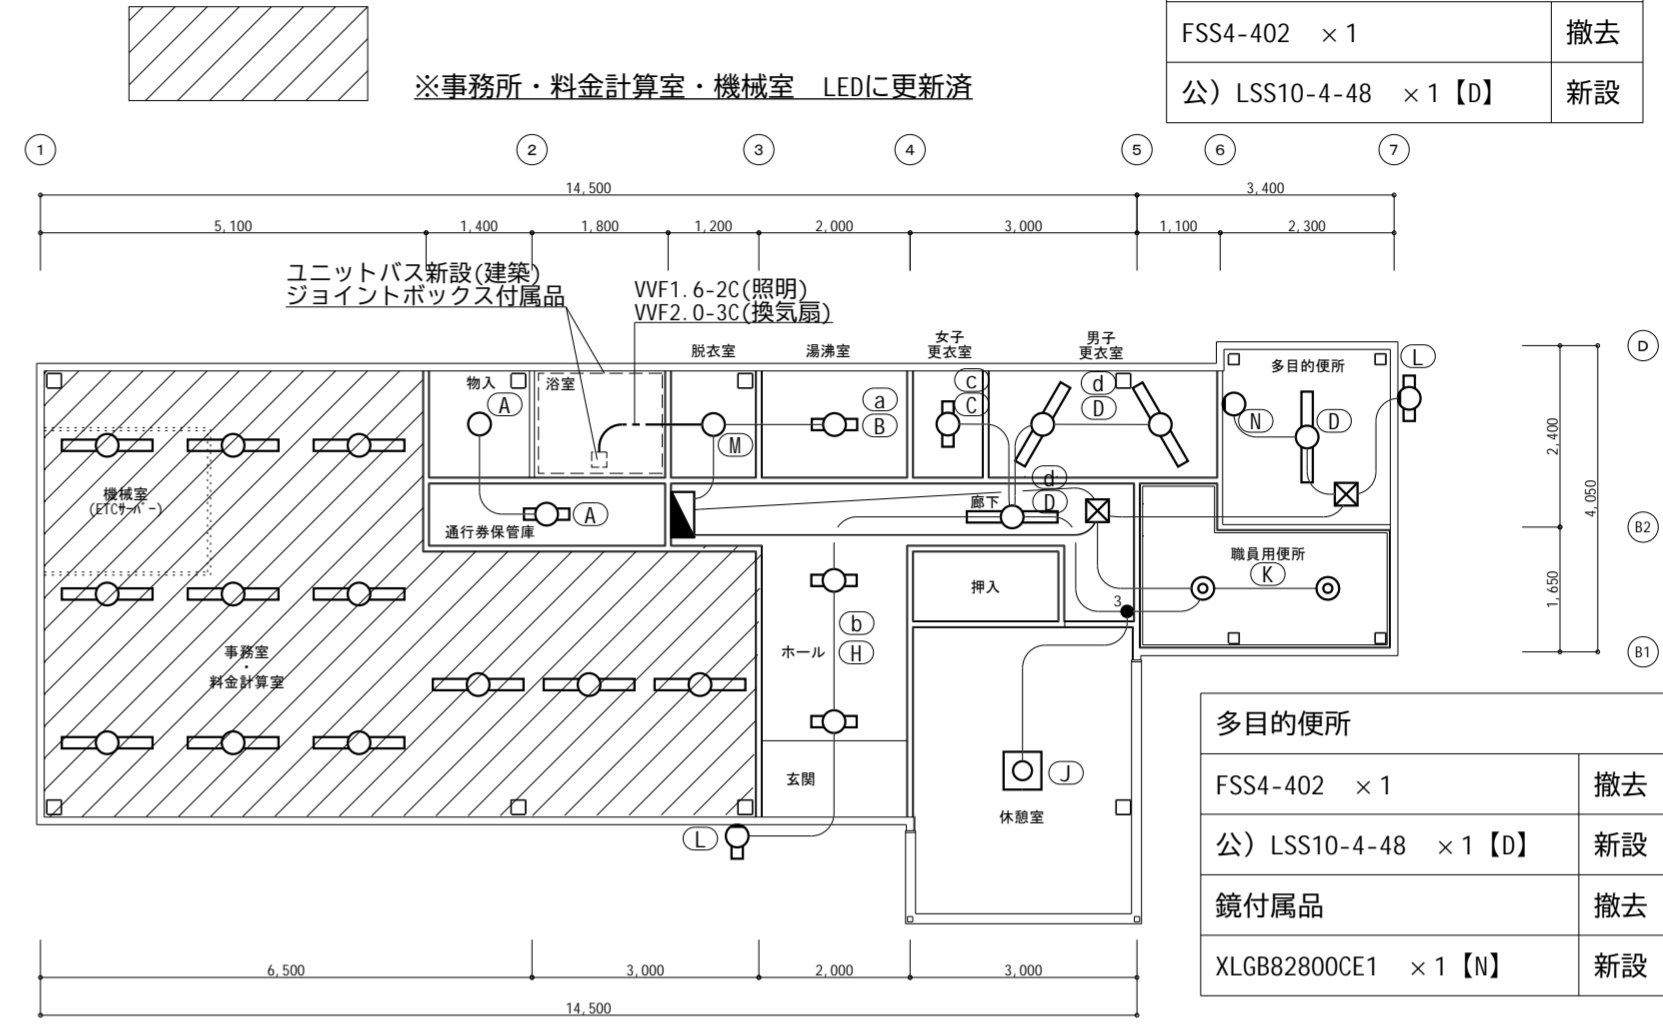 FSS4-402 ×1 撤去
公）LSS10-4-48 ×1【D】 新設
※事務所・料金計算室・機械室　LEDに更新済
1 2 3 4 5 6 7
14,500 3,400
5,100 1,400 1,800 1,200 2,000 3,000 1,100 2,300
ユニットバス新設(建築)
ジョイントボックス付属品
VVF1.6-2C(照明)
VVF2.0-3C(換気扇)
脱衣室
湯沸室
女子
更衣室
男子
更衣室
多目的便所
L
D
物入
A
浴室
M
a
B
c
C
d
D
N
D
2,400
4,050
機械室
(ETCサーバー)
通行券保管庫
A
廊下
d
D
B2
職員用便所
K
押入
3
1,650
事務室
・
料金計算室
ホール
b
H
B1
玄関
J
休憩室
L
多目的便所
FSS4-402 ×1 撤去
公）LSS10-4-48 ×1【D】 新設
鏡付属品 撤去
XLGB82800CE1 ×1【N】 新設
6,500 3,000 2,000 3,000
14,500